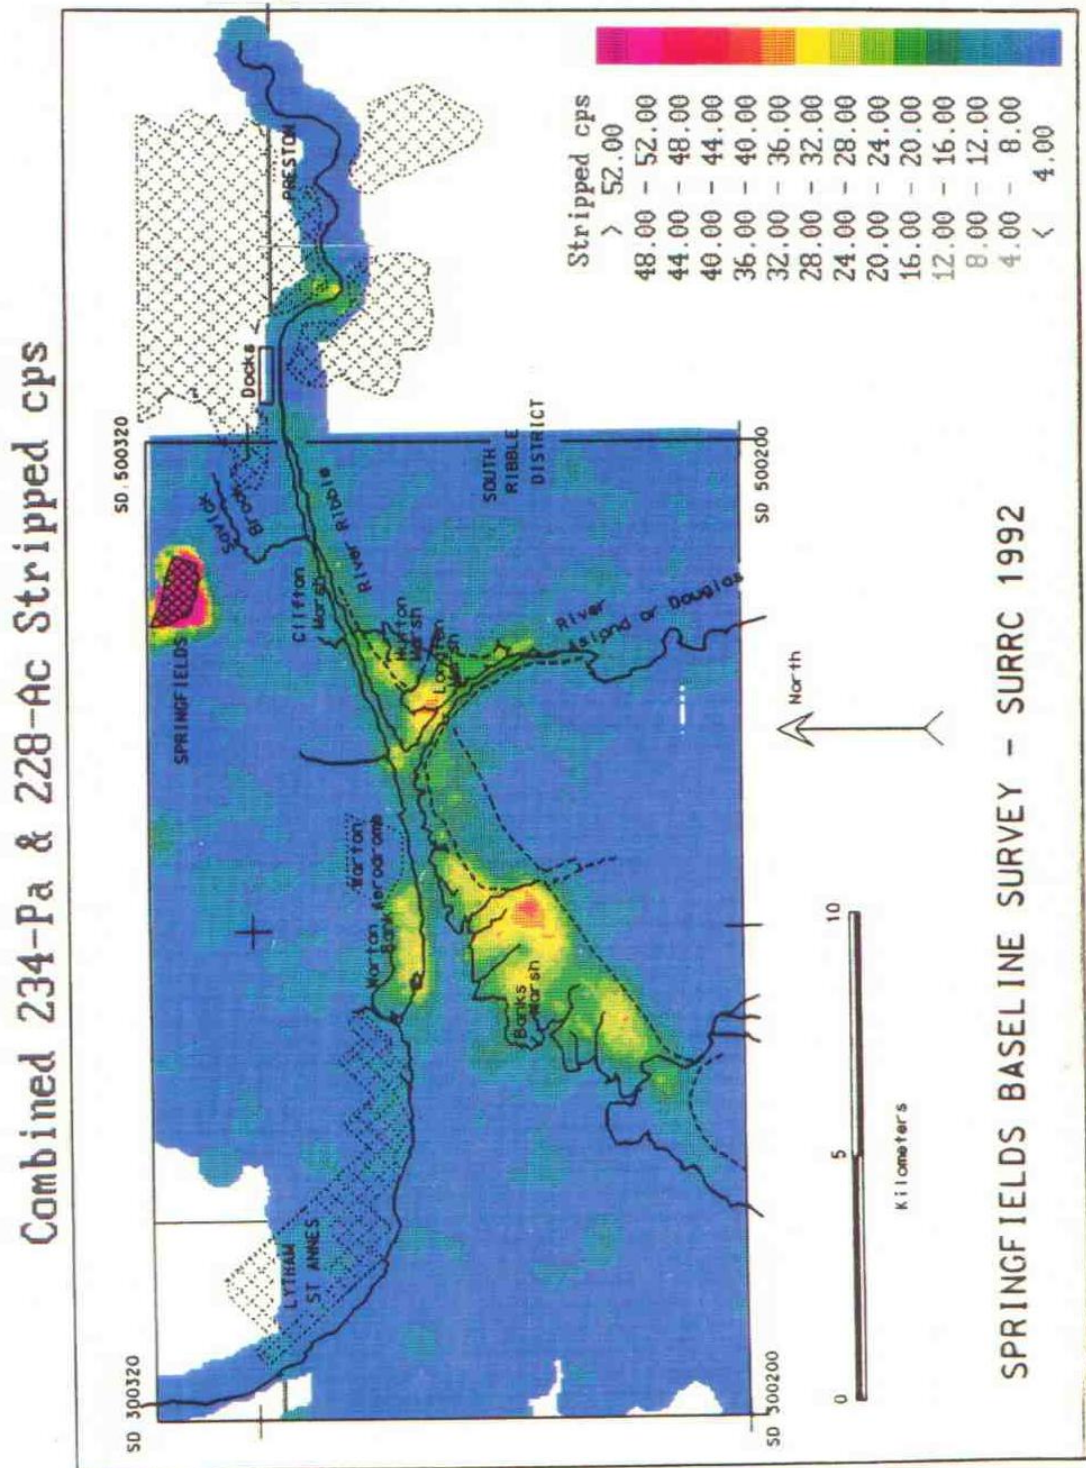 Combined 234-Pa & 228-Ac Stripped cps
SD 300320
SD 500320
LYTHAM
ST ANNES
Warton
Bank
Warton
Aerodrome
SPRINGFIELDS
Savick
Brook
Docks
PRESTON
Clifton
Marsh
River Ribble
Hutton
Marsh
Longton
Marsh
Banks
Marsh
River
Asland or Douglas
SOUTH
RIBBLE
DISTRICT
SD 300200
SD 500200
North
0 5 10
Kilometers
Stripped cps
> 52.00
48.00 - 52.00
44.00 - 48.00
40.00 - 44.00
36.00 - 40.00
32.00 - 36.00
28.00 - 32.00
24.00 - 28.00
20.00 - 24.00
16.00 - 20.00
12.00 - 16.00
8.00 - 12.00
4.00 - 8.00
< 4.00
SPRINGFIELDS BASELINE SURVEY - SURRC 1992